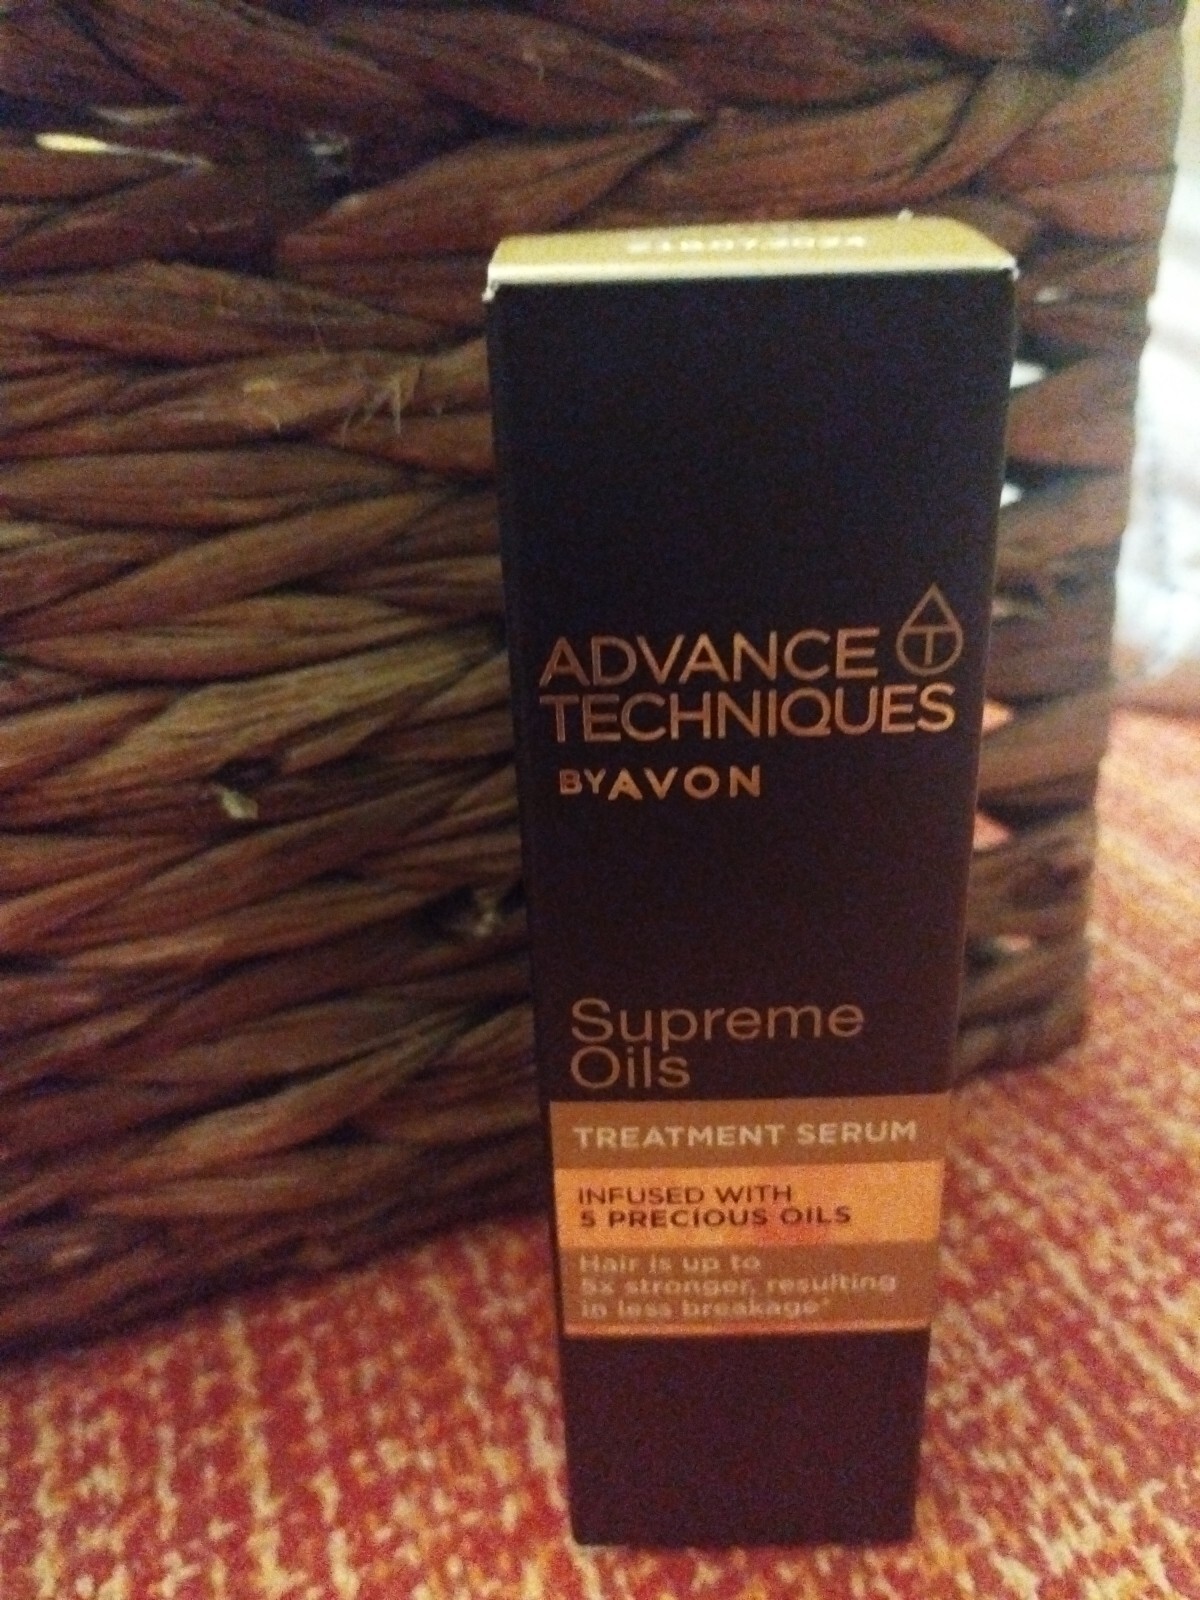 ADVANCE
TECHNIQUES
BY AVON
Supreme
Oils
TREATMENT SERUM
INFUSED WITH
5 PRECIOUS OILS
Hair is up to
5x stronger, resulting
in less breakage*